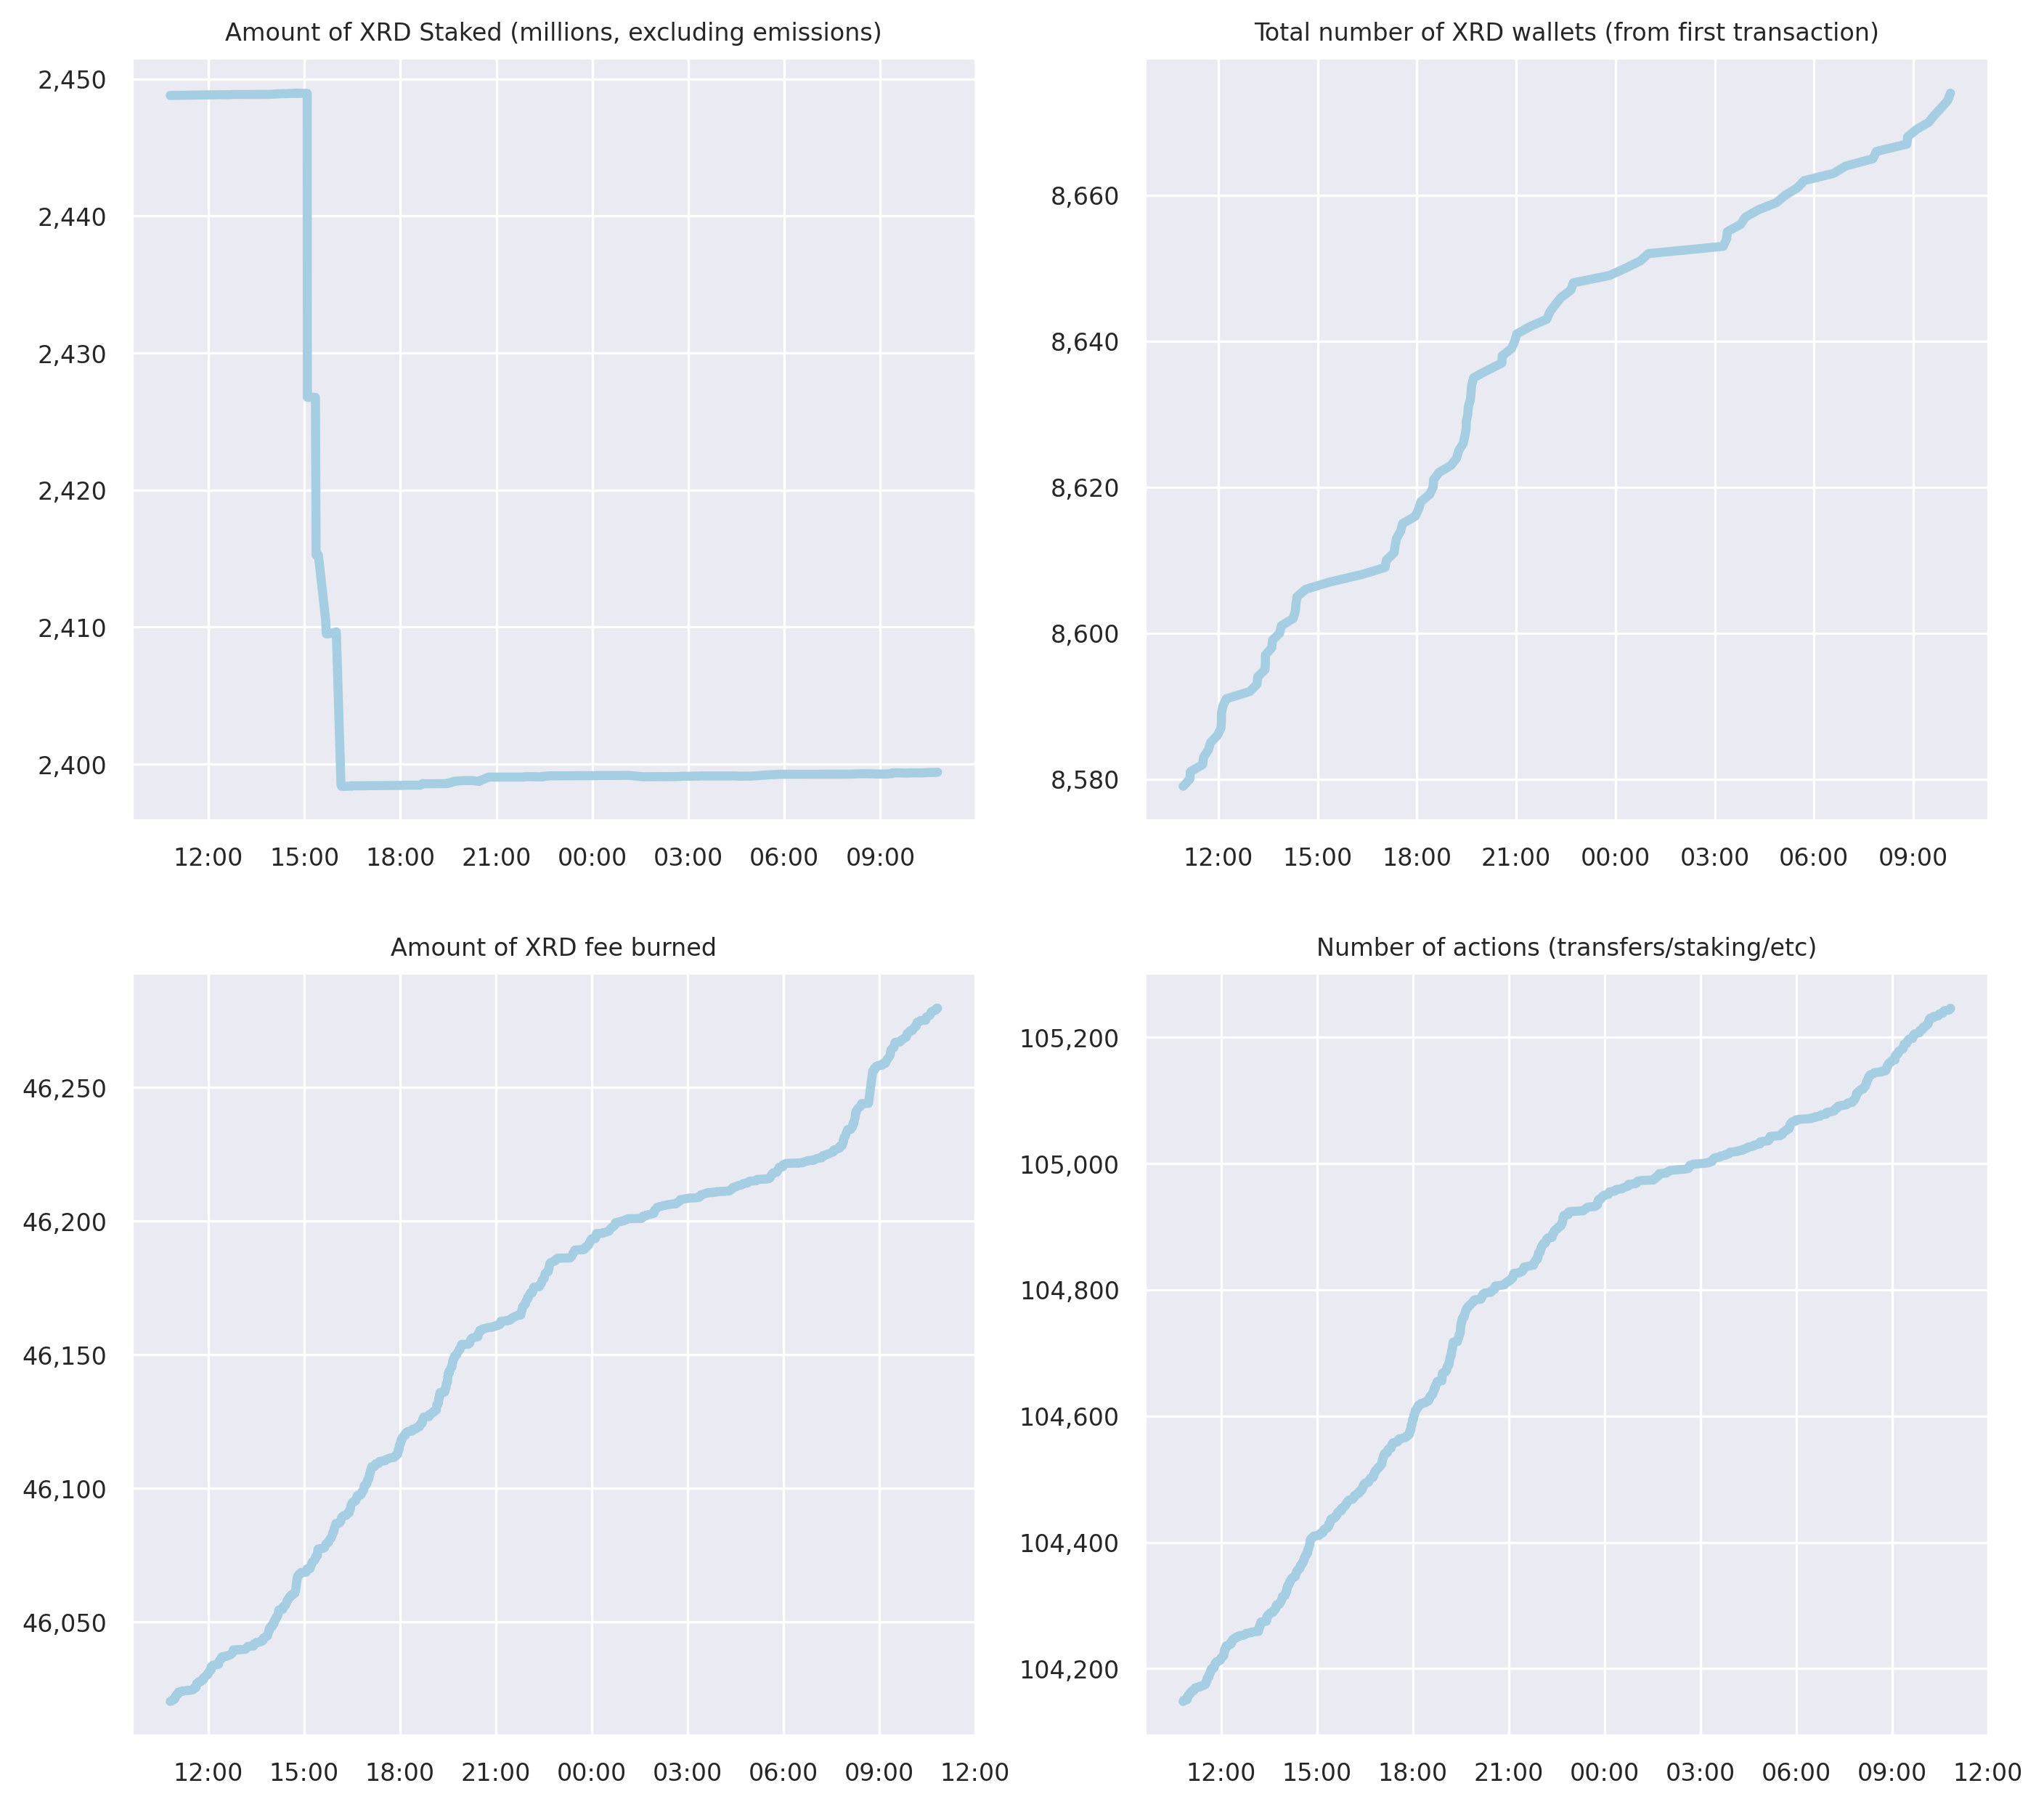 Amount of XRD Staked (millions, excluding emissions)
2,450
2,440
2,430
2,420
2,410
2,400
12:00 15:00 18:00 21:00 00:00 03:00 06:00 09:00
Total number of XRD wallets (from first transaction)
8,660
8,640
8,620
8,600
8,580
12:00 15:00 18:00 21:00 00:00 03:00 06:00 09:00
Amount of XRD fee burned
46,250
46,200
46,150
46,100
46,050
12:00 15:00 18:00 21:00 00:00 03:00 06:00 09:00 12:00
Number of actions (transfers/staking/etc)
105,200
105,000
104,800
104,600
104,400
104,200
12:00 15:00 18:00 21:00 00:00 03:00 06:00 09:00 12:00